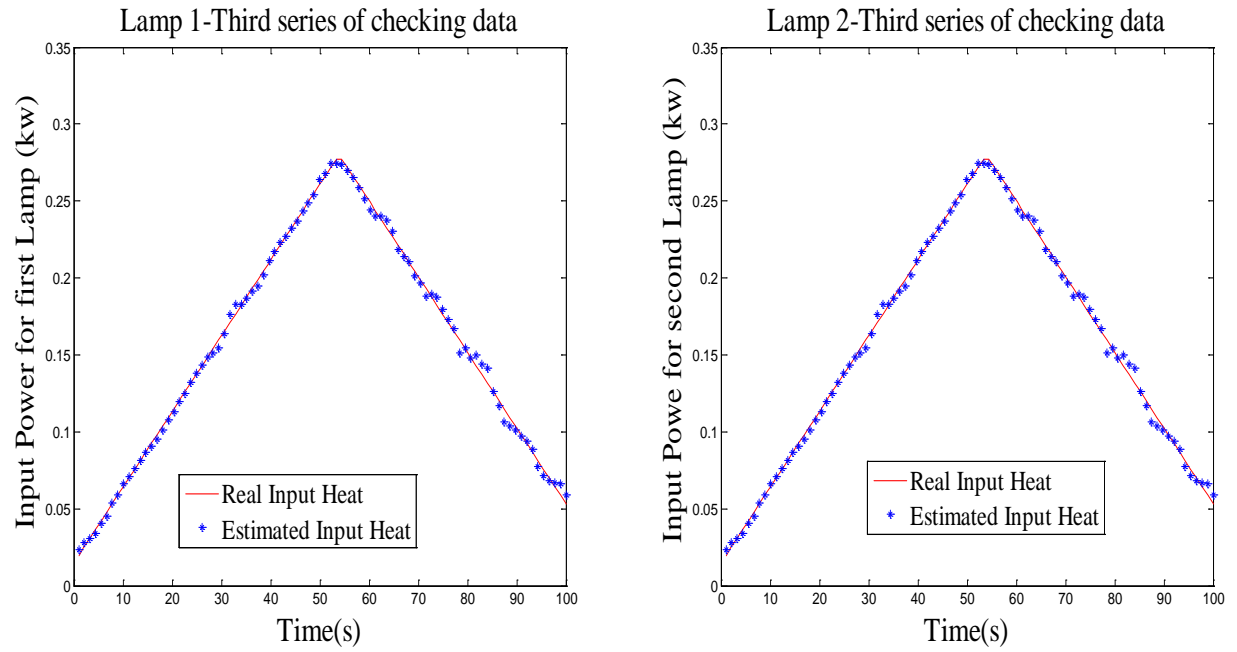 Lamp 1-Third series of checking data
Input Power for first Lamp (kw)
0.35
0.3
0.25
0.2
0.15
0.1
0.05
0
Real Input Heat
Estimated Input Heat
0 10 20 30 40 50 60 70 80 90 100
Time(s)
Lamp 2-Third series of checking data
Input Powe for second Lamp (kw)
0.35
0.3
0.25
0.2
0.15
0.1
0.05
0
Real Input Heat
Estimated Input Heat
0 10 20 30 40 50 60 70 80 90 100
Time(s)